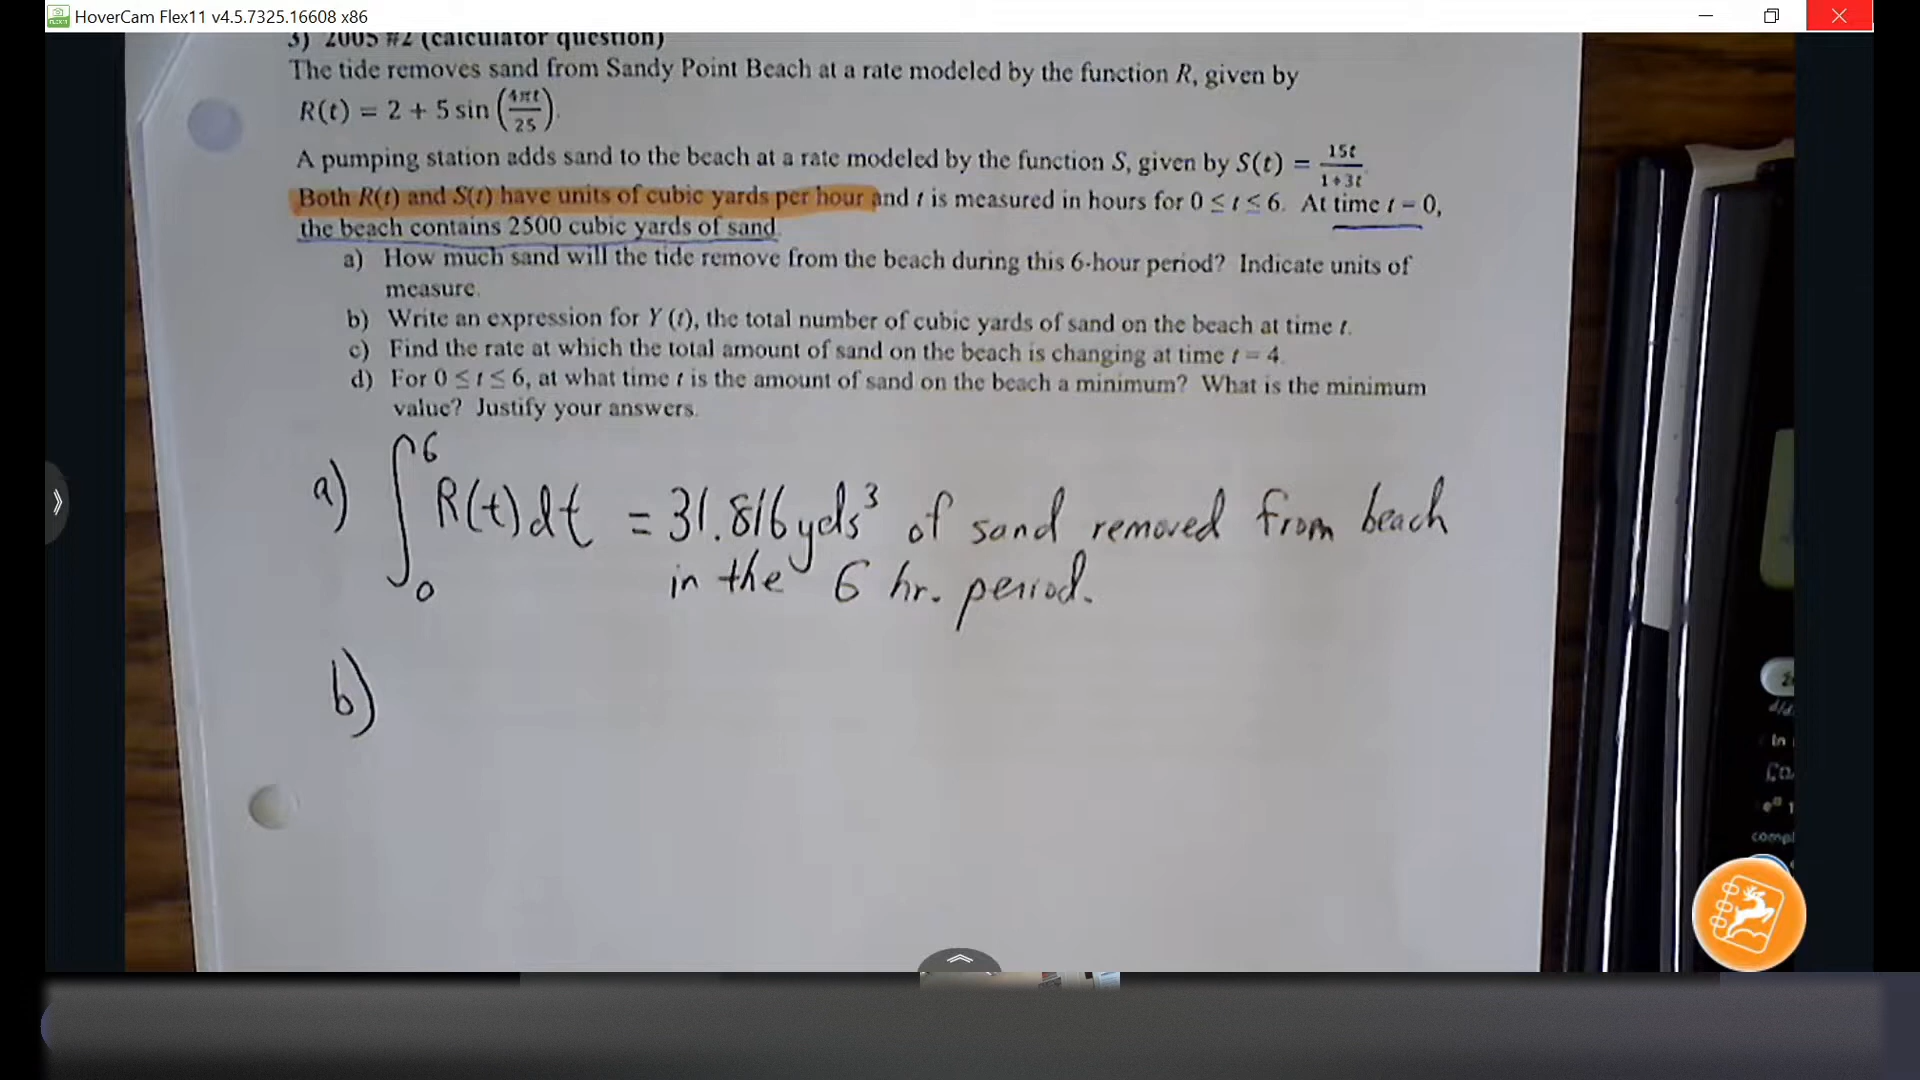 HoverCam Flex11 v4.5.7325.16608 x86
3) 2005 #2 (calculator question)
The tide removes sand from Sandy Point Beach at a rate modeled by the function R, given by
R(t) = 2 + 5 sin (4πt/25).
A pumping station adds sand to the beach at a rate modeled by the function S, given by S(t) = 15t/1+3t
Both R(t) and S(t) have units of cubic yards per hour and t is measured in hours for 0 ≤ t ≤ 6. At time t = 0,
the beach contains 2500 cubic yards of sand.
a) How much sand will the tide remove from the beach during this 6-hour period? Indicate units of
measure.
b) Write an expression for Y (t), the total number of cubic yards of sand on the beach at time t.
c) Find the rate at which the total amount of sand on the beach is changing at time t = 4.
d) For 0 ≤ t ≤ 6, at what time t is the amount of sand on the beach a minimum? What is the minimum
value? Justify your answers.
a) ∫₀⁶ R(t) dt = 31.816 yds³ of sand removed from beach
in the 6 hr. period.
b)
d/d
ln
comp